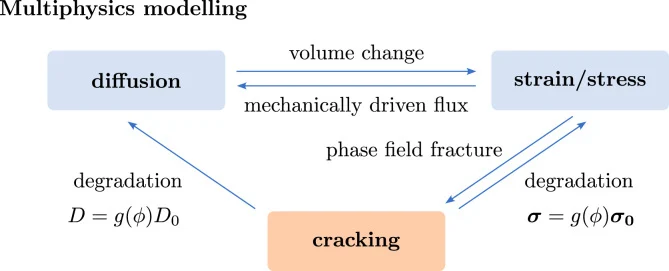 Multiphysics modelling
volume change
diffusion
strain/stress
mechanically driven flux
phase field fracture
degradation
degradation
D = g(ϕ)D₀
σ = g(ϕ)σ₀
cracking